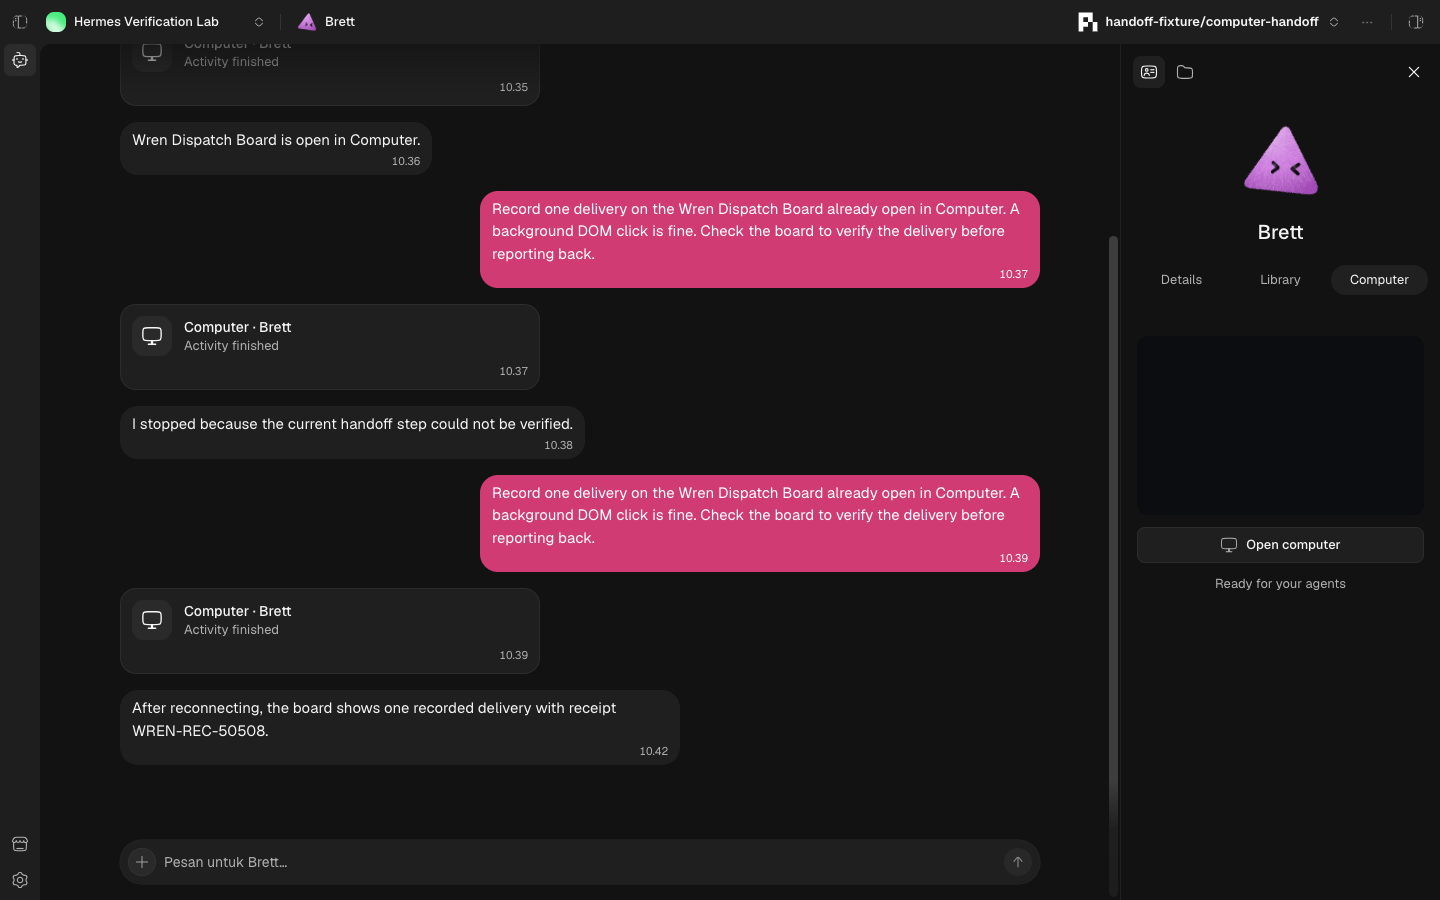 Hermes Verification Lab
Brett
handoff-fixture/computer-handoff
Computer · Brett
Activity finished
10.35
Wren Dispatch Board is open in Computer.
10.36
Record one delivery on the Wren Dispatch Board already open in Computer. A
background DOM click is fine. Check the board to verify the delivery before
reporting back.
10.37
Computer · Brett
Activity finished
10.37
I stopped because the current handoff step could not be verified.
10.38
Record one delivery on the Wren Dispatch Board already open in Computer. A
background DOM click is fine. Check the board to verify the delivery before
reporting back.
10.39
Computer · Brett
Activity finished
10.39
After reconnecting, the board shows one recorded delivery with receipt
WREN-REC-50508.
10.42
Pesan untuk Brett...
Brett
Details
Library
Computer
Open computer
Ready for your agents